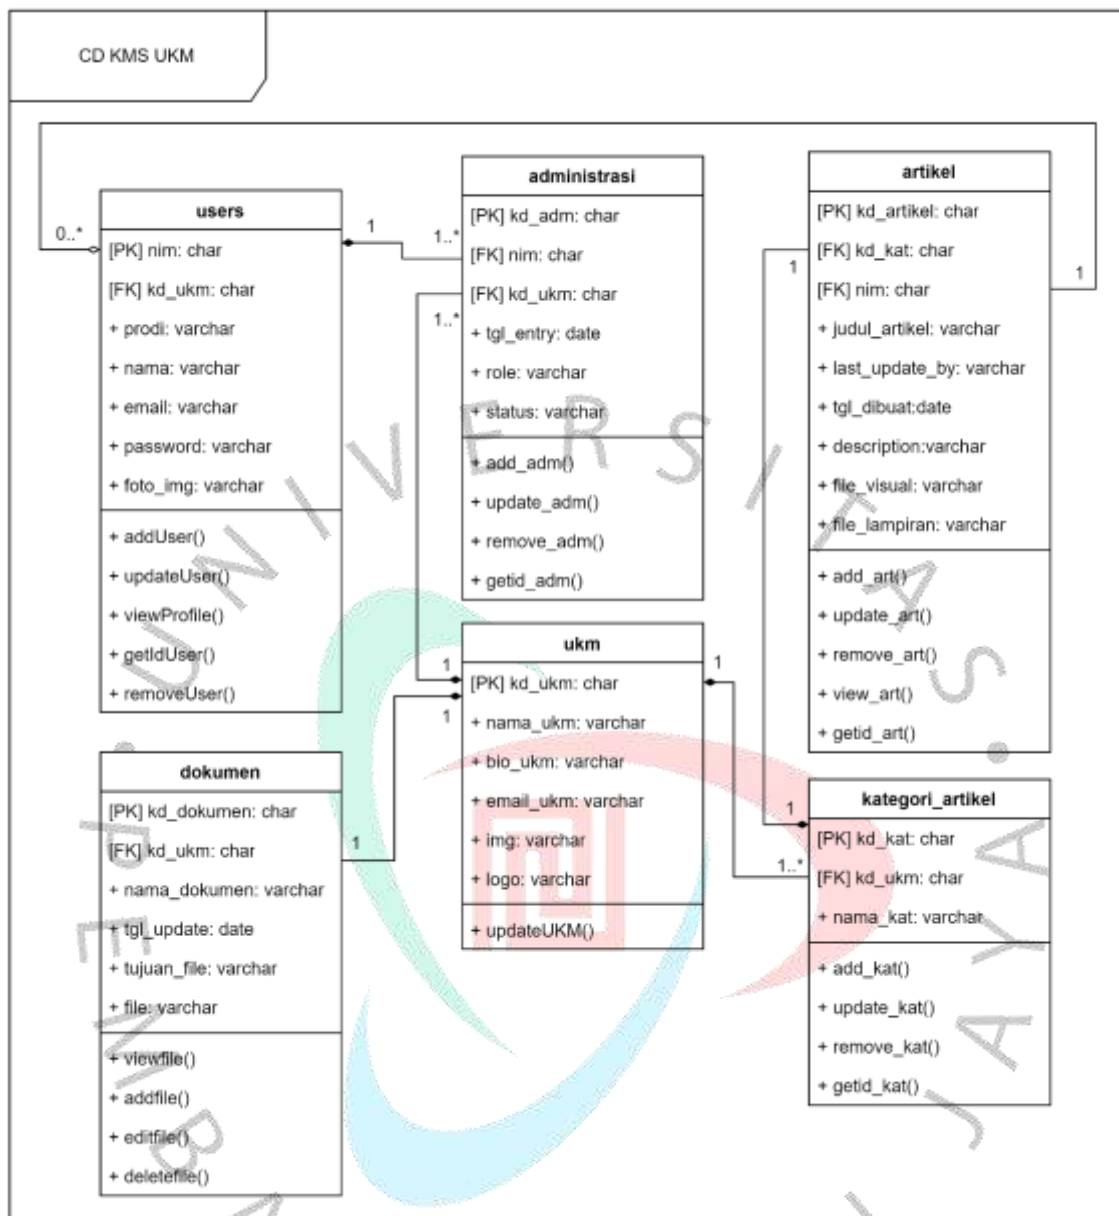 CD KMS UKM
users
[PK] nim: char
[FK] kd_ukm: char
+ prodi: varchar
+ nama: varchar
+ email: varchar
+ password: varchar
+ foto_img: varchar
+ addUser()
+ updateUser()
+ viewProfile()
+ getIdUser()
+ removeUser()
0..*
1
1..*
administrasi
[PK] kd_adm: char
[FK] nim: char
[FK] kd_ukm: char
+ tgl_entry: date
+ role: varchar
+ status: varchar
+ add_adm()
+ update_adm()
+ remove_adm()
+ getid_adm()
1..*
1
artikel
[PK] kd_artikel: char
[FK] kd_kat: char
[FK] nim: char
+ judul_artikel: varchar
+ last_update_by: varchar
+ tgl_dibuat:date
+ description:varchar
+ file_visual: varchar
+ file_lampiran: varchar
+ add_art()
+ update_art()
+ remove_art()
+ view_art()
+ getid_art()
1
1
dokumen
[PK] kd_dokumen: char
[FK] kd_ukm: char
+ nama_dokumen: varchar
+ tgl_update: date
+ tujuan_file: varchar
+ file: varchar
+ viewfile()
+ addfile()
+ editfile()
+ deletefile()
1
1
ukm
[PK] kd_ukm: char
+ nama_ukm: varchar
+ bio_ukm: varchar
+ email_ukm: varchar
+ img: varchar
+ logo: varchar
+ updateUKM()
1
1..*
1
kategori_artikel
[PK] kd_kat: char
[FK] kd_ukm: char
+ nama_kat: varchar
+ add_kat()
+ update_kat()
+ remove_kat()
+ getid_kat()
UNIVERSITAS
JAYA